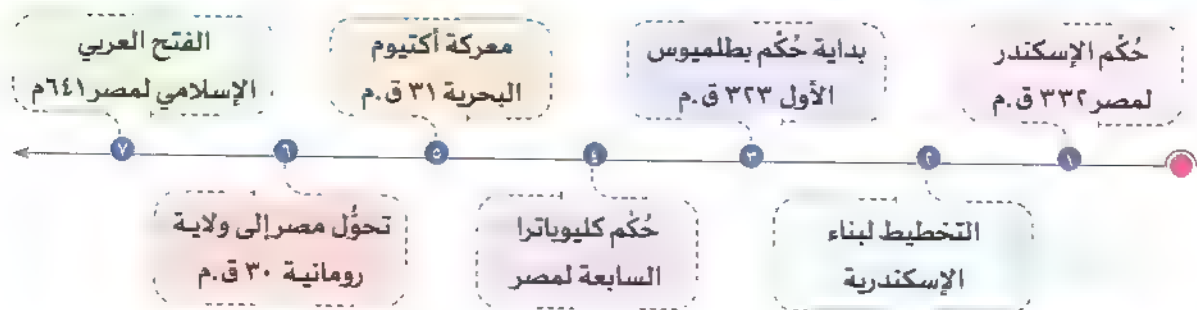 حُكْم الإسكندر
لمصر ٣٣٢ ق.م
١
التخطيط لبناء
الإسكندرية
٢
بداية حُكْم بطلميوس
الأول ٣٢٣ ق.م
٣
حُكْم كليوباترا
السابعة لمصر
٤
معركة أكتيوم
البحرية ٣١ ق.م
٥
تحوُّل مصر إلى ولاية
رومانية ٣٠ ق.م
٦
الفتح العربي
الإسلامي لمصر ٦٤١م
٧